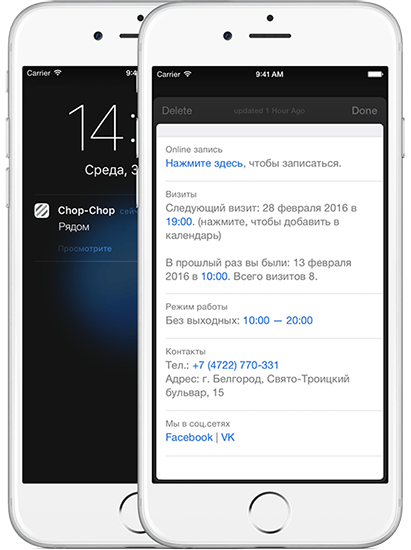 Carrier
9:4
14:
Среда, 3
Chop-Chop сейч
Рядом
Просмотрите
Carrier
9:41 AM
Delete
updated 1 Hour Ago
Done
Online запись
Нажмите здесь, чтобы записаться.
Визиты
Следующий визит: 28 февраля 2016 в
19:00. (нажмите, чтобы добавить в
календарь)
В прошлый раз вы были: 13 февраля
2016 в 10:00. Всего визитов 8.
Режим работы
Без выходных: 10:00 — 20:00
Контакты
Тел.: +7 (4722) 770-331
Адрес: г. Белгород, Свято-Троицкий
бульвар, 15
Мы в соц.сетях
Facebook | VK